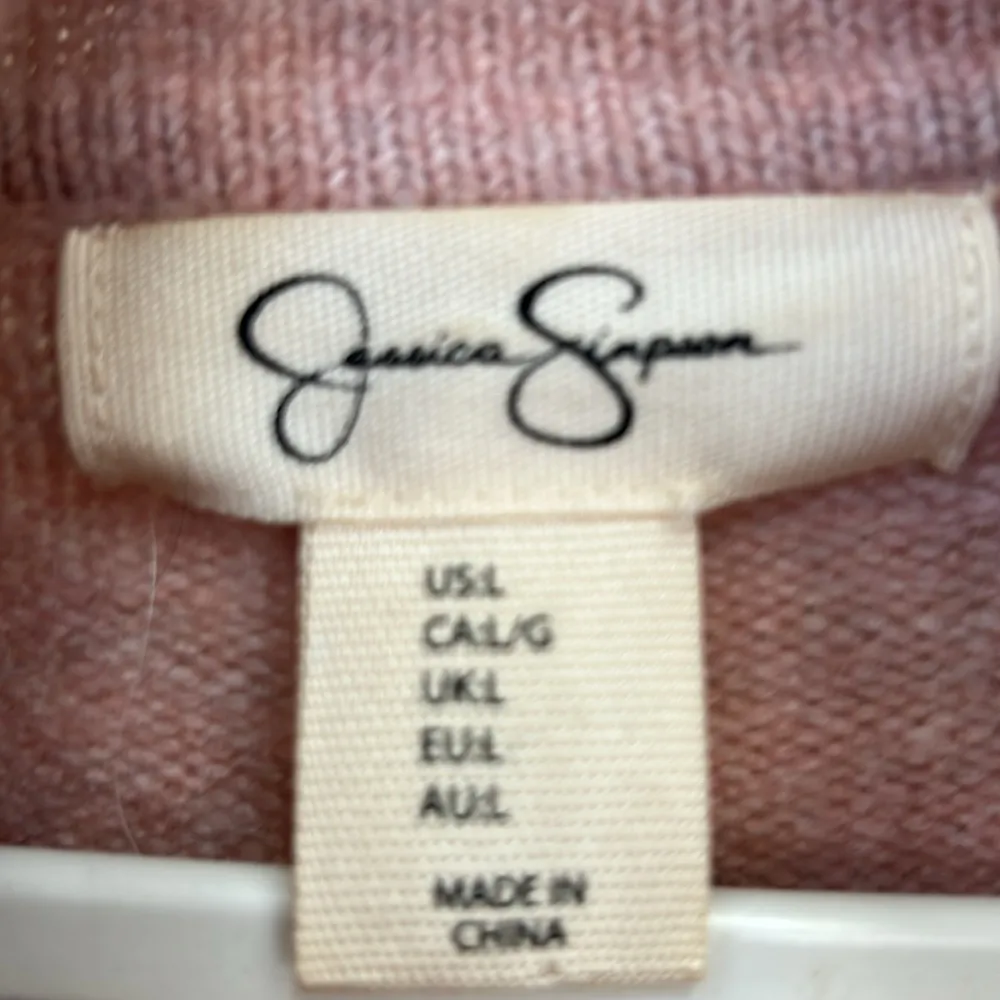 Jessica Simpson
US:L
CA:L/G
UK:L
EU:L
AU:L
MADE IN
CHINA